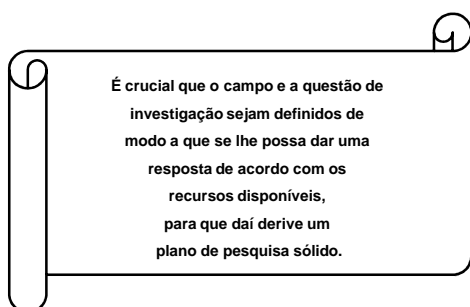 É crucial que o campo e a questão de
investigação sejam definidos de
modo a que se lhe possa dar uma
resposta de acordo com os
recursos disponíveis,
para que daí derive um
plano de pesquisa sólido.